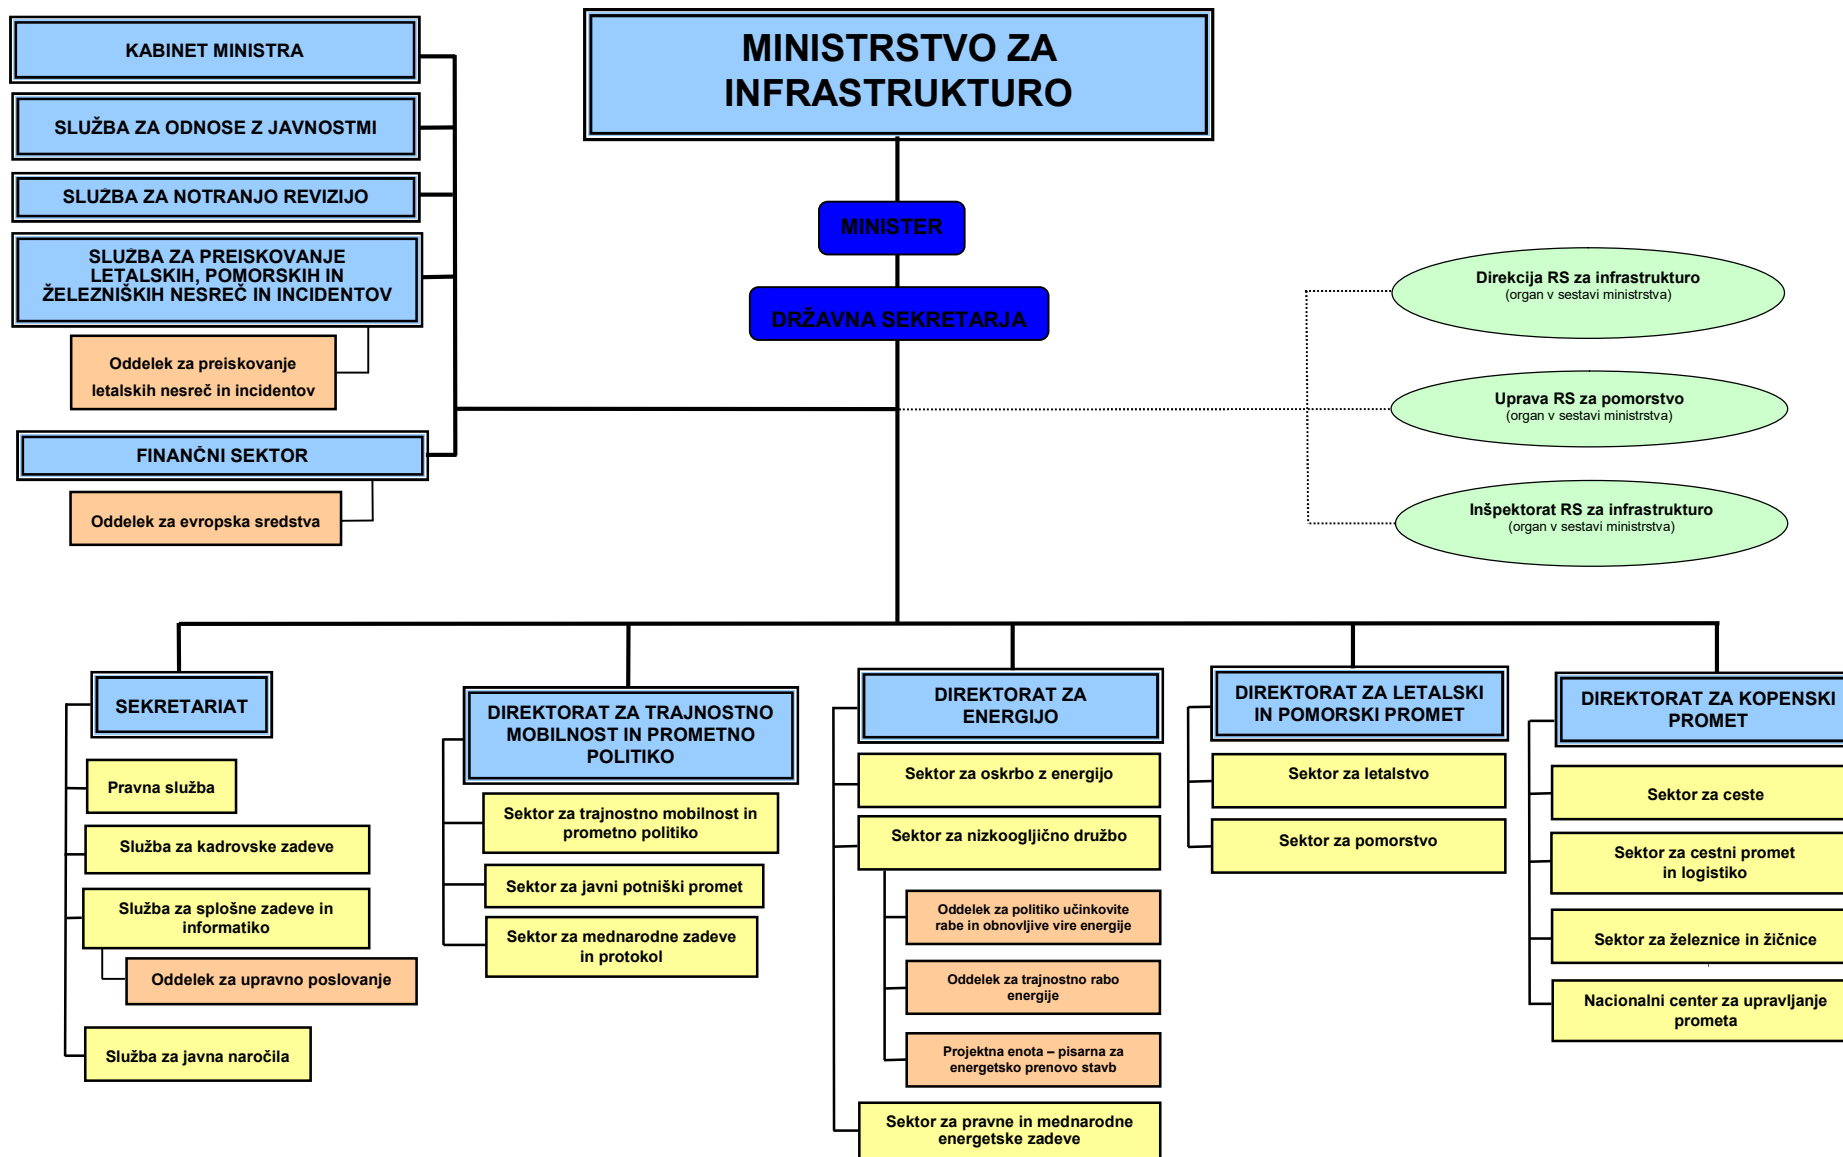 MINISTRSTVO ZA
INFRASTRUKTURO
MINISTER
DRŽAVNA SEKRETARJA
KABINET MINISTRA
SLUŽBA ZA ODNOSE Z JAVNOSTMI
SLUŽBA ZA NOTRANJO REVIZIJO
SLUŽBA ZA PREISKOVANJE
LETALSKIH, POMORSKIH IN
ŽELEZNIŠKIH NESREČ IN INCIDENTOV
Oddelek za preiskovanje
letalskih nesreč in incidentov
FINANČNI SEKTOR
Oddelek za evropska sredstva
Direkcija RS za infrastrukturo
(organ v sestavi ministrstva)
Uprava RS za pomorstvo
(organ v sestavi ministrstva)
Inšpektorat RS za infrastrukturo
(organ v sestavi ministrstva)
SEKRETARIAT
Pravna služba
Služba za kadrovske zadeve
Služba za splošne zadeve in
informatiko
Oddelek za upravno poslovanje
Služba za javna naročila
DIREKTORAT ZA TRAJNOSTNO
MOBILNOST IN PROMETNO
POLITIKO
Sektor za trajnostno mobilnost in
prometno politiko
Sektor za javni potniški promet
Sektor za mednarodne zadeve
in protokol
DIREKTORAT ZA
ENERGIJO
Sektor za oskrbo z energijo
Sektor za nizkoogljično družbo
Oddelek za politiko učinkovite
rabe in obnovljive vire energije
Oddelek za trajnostno rabo
energije
Projektna enota – pisarna za
energetsko prenovo stavb
Sektor za pravne in mednarodne
energetske zadeve
DIREKTORAT ZA LETALSKI
IN POMORSKI PROMET
Sektor za letalstvo
Sektor za pomorstvo
DIREKTORAT ZA KOPENSKI
PROMET
Sektor za ceste
Sektor za cestni promet
in logistiko
Sektor za železnice in žičnice
Nacionalni center za upravljanje
prometa